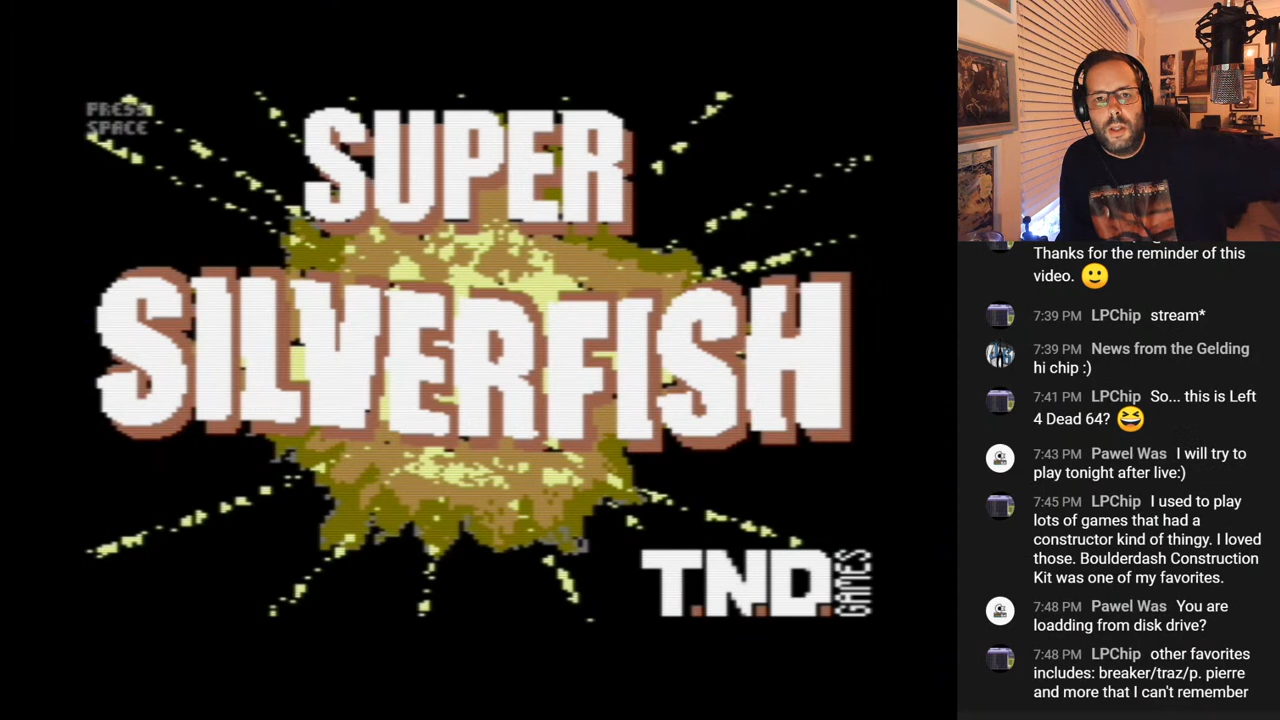 PRESS
SPACE
SUPER
SILVERFISH
T.N.D.
GAMES
Thanks for the reminder of this
video. 🙂
7:39 PM LPChip stream*
7:39 PM News from the Gelding
hi chip :)
7:41 PM LPChip So... this is Left
4 Dead 64? 😆
7:43 PM Pawel Was I will try to
play tonight after live:)
7:45 PM LPChip I used to play
lots of games that had a
constructor kind of thingy. I loved
those. Boulderdash Construction
Kit was one of my favorites.
7:48 PM Pawel Was You are
loadding from disk drive?
7:48 PM LPChip other favorites
includes: breaker/traz/p. pierre
and more that I can't remember